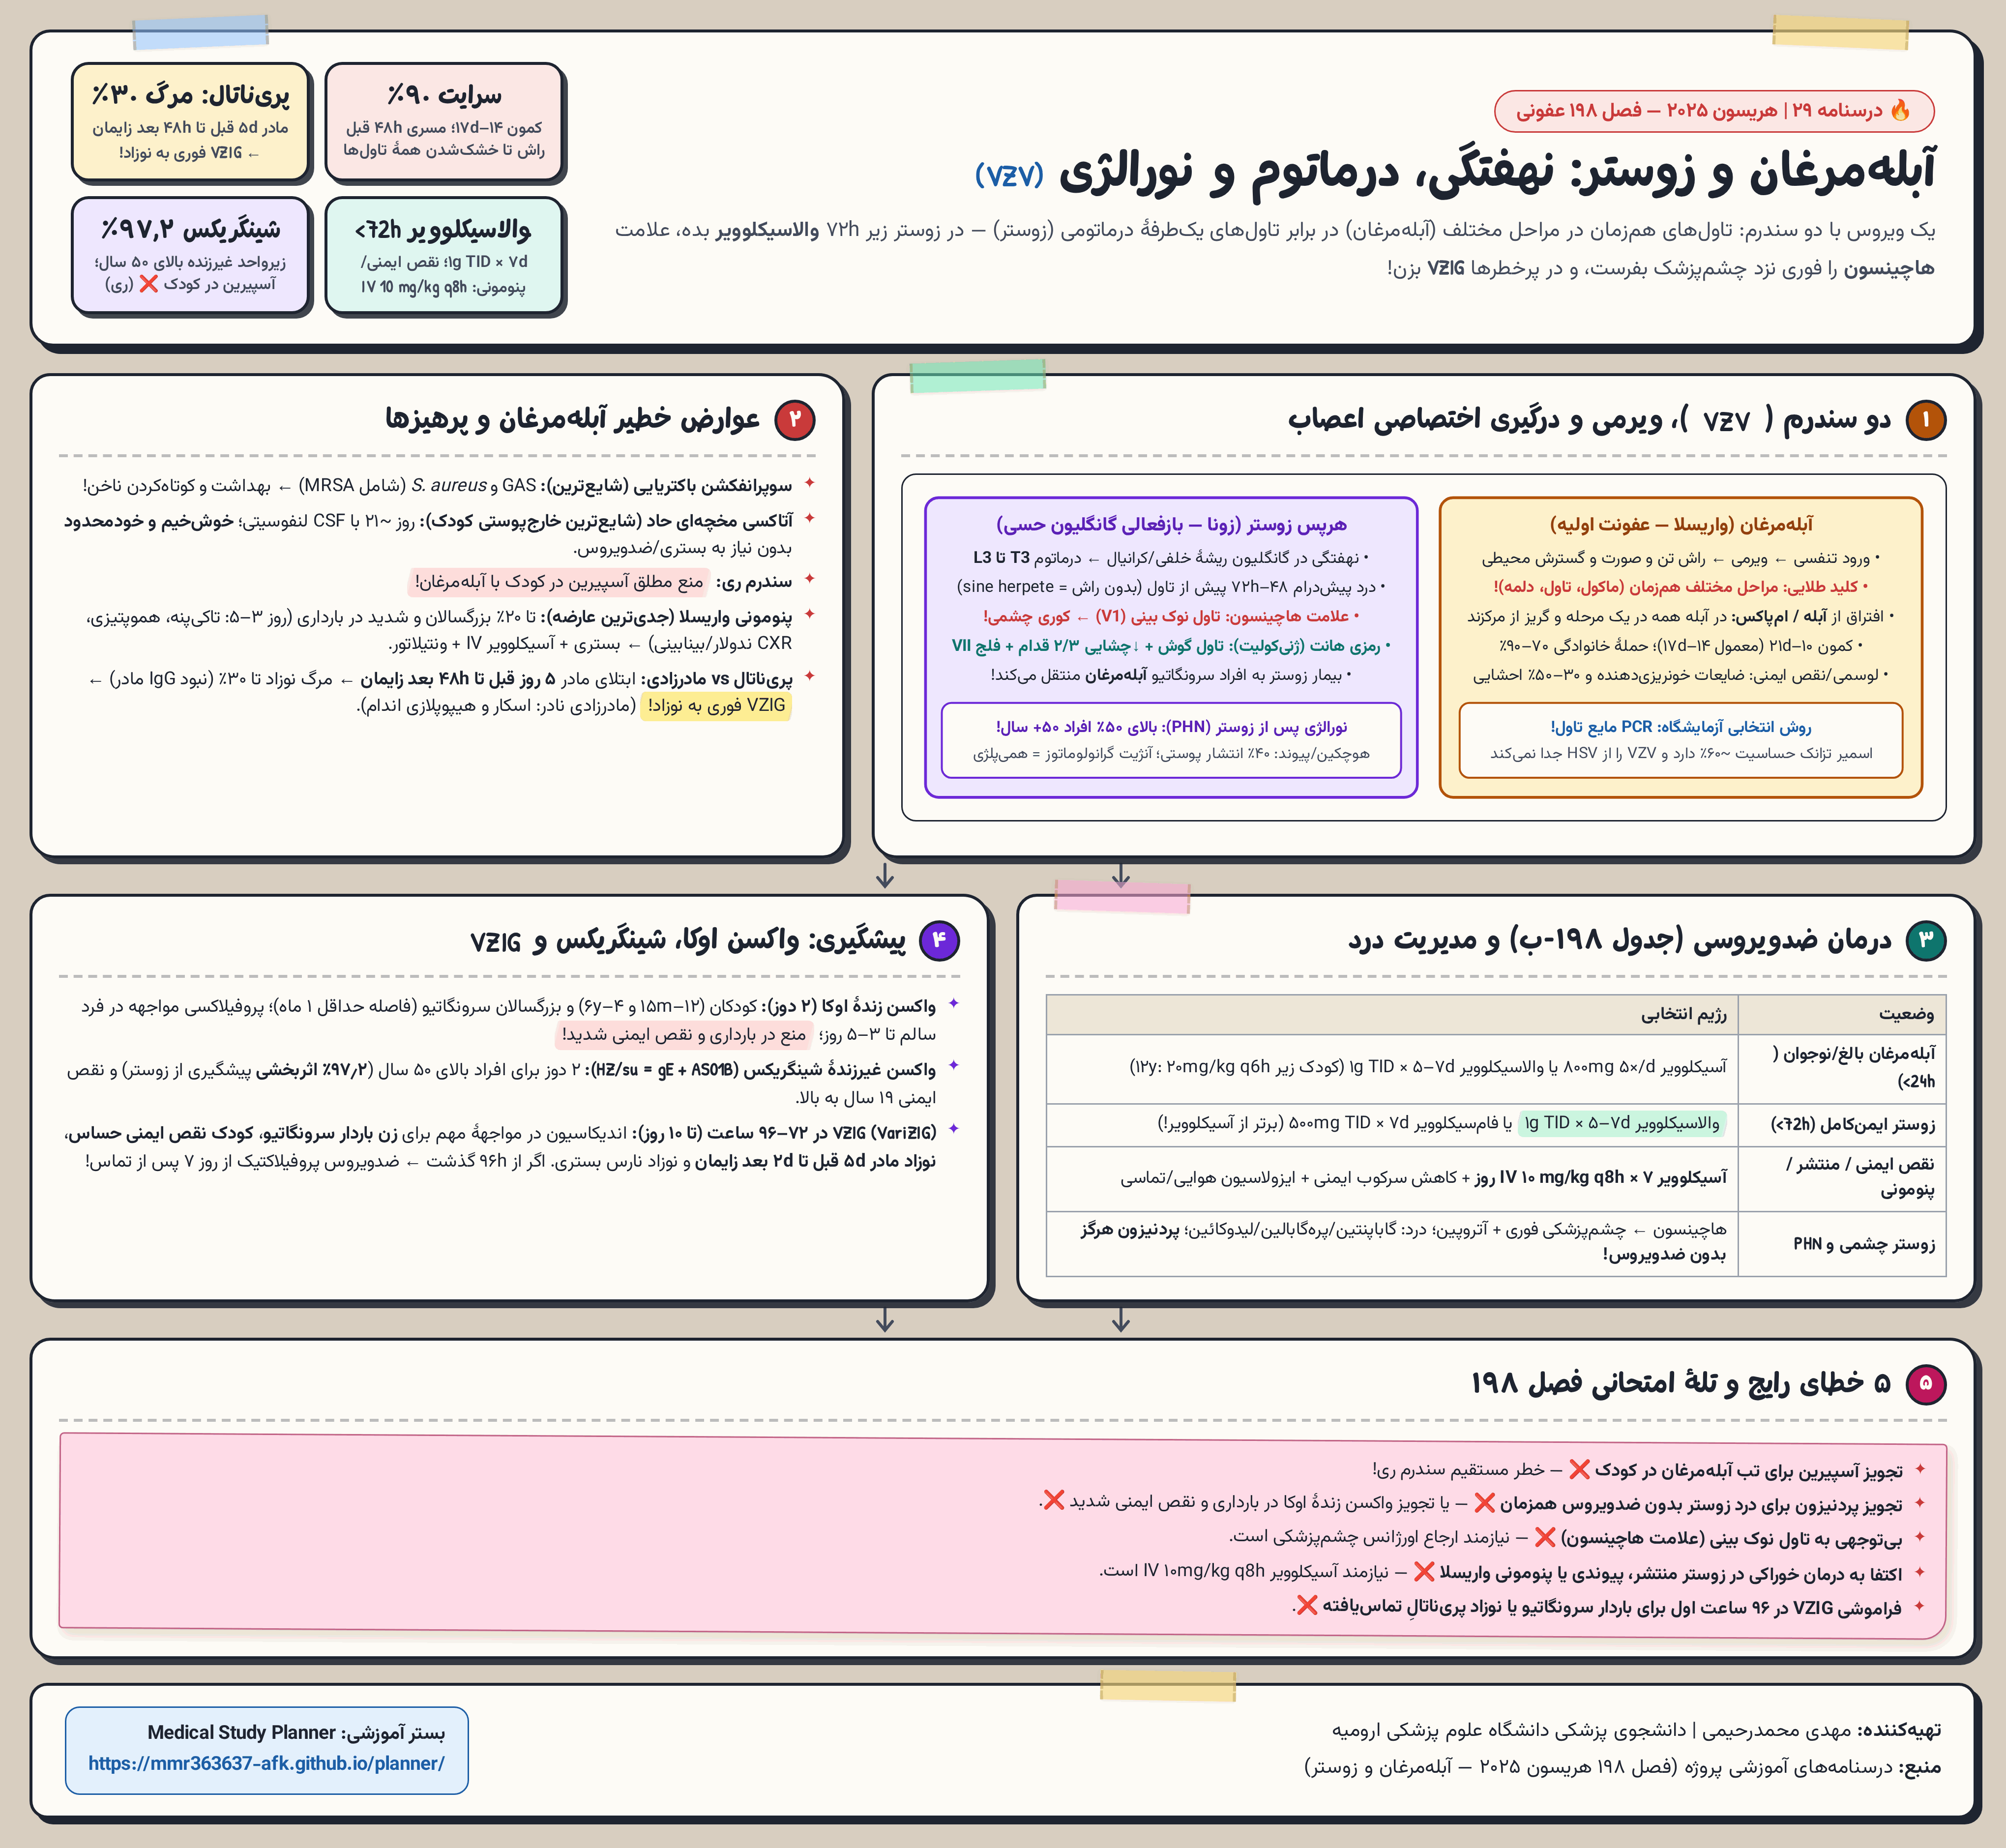 🔥 درسنامه ۲۹ | هریسون ۲۰۲۵ – فصل ۱۹۸ عفونی
آبله‌مرغان و زوستر: نهفتگی، درماتوم و نورالژی (VZV)
یک ویروس با دو سندرم: تاول‌های هم‌زمان در مراحل مختلف (آبله‌مرغان) در برابر تاول‌های یک‌طرفهٔ درماتومی (زوستر) – در زوستر زیر ۷۲h والاسیکلوویر بده، علامت
هاچینسون را فوری نزد چشم‌پزشک بفرست، و در پرخطرها VZIG بزن!
سرایت ۹۰٪
کمون ۱۴–۱۷d؛ مسری ۴۸h قبل
راش تا خشک‌شدن همهٔ تاول‌ها
پری‌ناتال: مرگ ۳۰٪
مادر ۵d قبل تا ۴۸h بعد زایمان
← VZIG فوری به نوزاد!
والاسیکلوویر <72h
۱g TID × ۷d؛ نقص ایمنی/
پنومونی: IV 10 mg/kg q8h
شینگریکس ۹۷٫۲٪
زیرواحد غیرزنده بالای ۵۰ سال؛
آسپیرین در کودک ❌ (ری)
۱ دو سندرم ( VZV )، ویرمی و درگیری اختصاصی اعصاب
آبله‌مرغان (واریسلا – عفونت اولیه)
• ورود تنفسی ← ویرمی ← راش تن و صورت و گسترش محیطی
• کلید طلایی: مراحل مختلف هم‌زمان (ماکول، تاول، دلمه)!
• افتراق از آبله / ام‌پاکس: در آبله همه در یک مرحله و گریز از مرکزند
• کمون ۱۰–۲۱d (معمول ۱۴–۱۷d)؛ حملهٔ خانوادگی ۷۰–۹۰٪
• لوسمی/نقص ایمنی: ضایعات خونریزی‌دهنده و ۳۰–۵۰٪ احشایی
روش انتخابی آزمایشگاه: PCR مایع تاول!
اسمیر تزانک حساسیت ~۶۰٪ دارد و VZV را از HSV جدا نمی‌کند
هرپس زوستر (زونا – بازفعالی گانگلیون حسی)
• نهفتگی در گانگلیون ریشهٔ خلفی/کرانیال ← درماتوم T3 تا L3
• درد پیش‌درام ۴۸–۷۲h پیش از تاول (بدون راش = sine herpete)
• علامت هاچینسون: تاول نوک بینی (V1) ← کوری چشمی!
• رمزی هانت (ژنی‌کولیت): تاول گوش + ↓چشایی ۲/۳ قدام + فلج VII
• بیمار زوستر به افراد سرونگاتیو آبله‌مرغان منتقل می‌کند!
نورالژی پس از زوستر (PHN): بالای ۵۰٪ افراد ۵۰+ سال!
هوچکین/پیوند: ۴۰٪ انتشار پوستی؛ آنژیت گرانولوماتوز = همی‌پلژی
۲ عوارض خطیر آبله‌مرغان و پرهیزها
✦ سوپرانفکشن باکتریایی (شایع‌ترین): GAS و S. aureus (شامل MRSA) ← بهداشت و کوتاه‌کردن ناخن!
✦ آتاکسی مخچه‌ای حاد (شایع‌ترین خارج‌پوستی کودک): روز ~۲۱ با CSF لنفوسیتی؛ خوش‌خیم و خودمحدود
بدون نیاز به بستری/ضدویروس.
✦ سندرم ری: منع مطلق آسپیرین در کودک با آبله‌مرغان!
✦ پنومونی واریسلا (جدی‌ترین عارضه): تا ۲۰٪ بزرگسالان و شدید در بارداری (روز ۳–۵: تاکی‌پنه، هموپتیزی،
CXR ندولار/بینابینی) ← بستری + آسیکلوویر IV + ونتیلاتور.
✦ پری‌ناتال vs مادرزادی: ابتلای مادر ۵ روز قبل تا ۴۸h بعد زایمان ← مرگ نوزاد تا ۳۰٪ (نبود IgG مادر) ←
VZIG فوری به نوزاد! (مادرزادی نادر: اسکار و هیپوپلازی اندام).
۳ درمان ضدویروسی (جدول ۱۹۸-ب) و مدیریت درد
وضعیت | رژیم انتخابی
آبله‌مرغان بالغ/نوجوان (<24h) | آسیکلوویر ۸۰۰mg ۵×/d یا والاسیکلوویر ۱g TID × ۵–۷d (کودک زیر ۱۲y: ۲۰mg/kg q6h)
زوستر ایمن‌کامل (<72h) | والاسیکلوویر ۱g TID × ۵–۷d یا فام‌سیکلوویر ۵۰۰mg TID × ۷d (برتر از آسیکلوویر!)
نقص ایمنی / منتشر / پنومونی | آسیکلوویر IV ۱۰ mg/kg q8h × ۷ روز + کاهش سرکوب ایمنی + ایزولاسیون هوایی/تماسی
زوستر چشمی و PHN | هاچینسون ← چشم‌پزشکی فوری + آتروپین؛ درد: گاباپنتین/پره‌گابالین/لیدوکائین؛ پردنیزون هرگز
بدون ضدویروس!
۴ پیشگیری: واکسن اوکا، شینگریکس و VZIG
✦ واکسن زندهٔ اوکا (۲ دوز): کودکان (۱۲–۱۵m و ۴–۶y) و بزرگسالان سرونگاتیو (فاصله حداقل ۱ ماه)؛ پروفیلاکسی مواجهه در فرد
سالم تا ۳–۵ روز؛ منع در بارداری و نقص ایمنی شدید!
✦ واکسن غیرزندهٔ شینگریکس (HZ/su = gE + AS01B): ۲ دوز برای افراد بالای ۵۰ سال (۹۷٫۲٪ اثربخشی پیشگیری از زوستر) و نقص
ایمنی ۱۹ سال به بالا.
✦ VZIG (VariZIG) در ۷۲–۹۶ ساعت (تا ۱۰ روز): اندیکاسیون در مواجههٔ مهم برای زن باردار سرونگاتیو، کودک نقص ایمنی حساس،
نوزاد مادر ۵d قبل تا ۲d بعد زایمان و نوزاد نارس بستری. اگر از ۹۶h گذشت ← ضدویروس پروفیلاکتیک از روز ۷ پس از تماس!
۵ ۵ خطای رایج و تلهٔ امتحانی فصل ۱۹۸
✦ تجویز آسپیرین برای تب آبله‌مرغان در کودک ❌ – خطر مستقیم سندرم ری!
✦ تجویز پردنیزون برای درد زوستر بدون ضدویروس همزمان ❌ – یا تجویز واکسن زندهٔ اوکا در بارداری و نقص ایمنی شدید ❌.
✦ بی‌توجهی به تاول نوک بینی (علامت هاچینسون) ❌ – نیازمند ارجاع اورژانس چشم‌پزشکی است.
✦ اکتفا به درمان خوراکی در زوستر منتشر، پیوندی یا پنومونی واریسلا ❌ – نیازمند آسیکلوویر IV ۱۰mg/kg q8h است.
✦ فراموشی VZIG در ۹۶ ساعت اول برای باردار سرونگاتیو یا نوزاد پری‌ناتالِ تماس‌یافته ❌.
تهیه‌کننده: مهدی محمدرحیمی | دانشجوی پزشکی دانشگاه علوم پزشکی ارومیه
منبع: درسنامه‌های آموزشی پروژه (فصل ۱۹۸ هریسون ۲۰۲۵ – آبله‌مرغان و زوستر)
بستر آموزشی: Medical Study Planner
https://mmr363637-afk.github.io/planner/